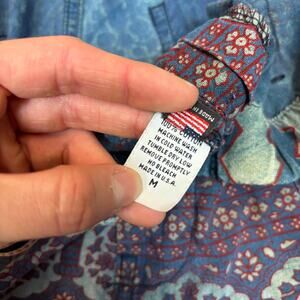 MADE IN
100% COTTON
MACHINE WASH
IN COLD WATER
TUMBLE DRY LOW
REMOVE PROMPTLY
NO BLEACH
MADE IN U.S.A.
M